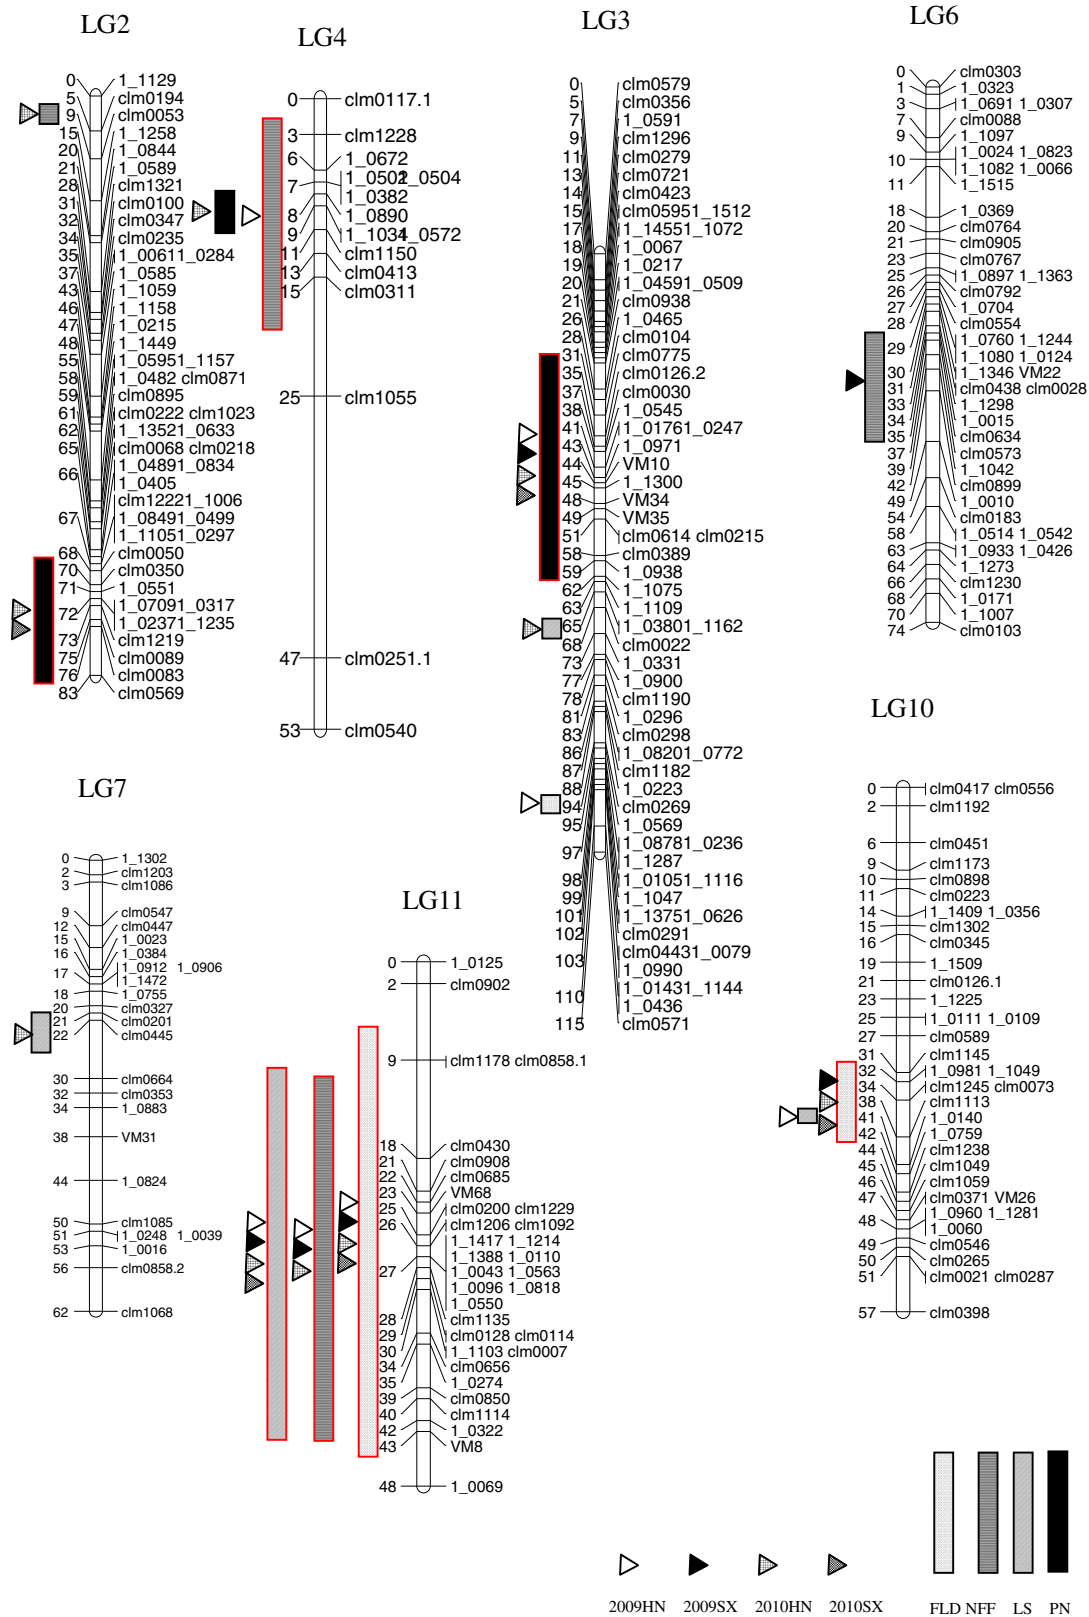 LG2
0 1_1129
5 clm0194
9 clm0053
15 1_1258
20 1_0844
21 1_0589
28 clm1321
31 clm0100
32 clm0347
34 clm0235
35 1_00611_0284
37 1_0585
43 1_1059
46 1_1158
47 1_0215
48 1_1449
55 1_05951_1157
58 1_0482 clm0871
59 clm0895
61 clm0222 clm1023
62 1_13521_0633
65 clm0068 clm0218
66 1_04891_0834
1_0405
clm12221_1006
67 1_08491_0499
1_11051_0297
68 clm0050
70 clm0350
71 1_0551
72 1_07091_0317
1_02371_1235
73 clm1219
75 clm0089
76 clm0083
83 clm0569
LG4
0 clm0117.1
3 clm1228
6 1_0672
7 1_0502 1_0504
1_0382
8 1_0890
9 1_1034 1_0572
11 clm1150
13 clm0413
15 clm0311
25 clm1055
47 clm0251.1
53 clm0540
LG3
0 clm0579
5 clm0356
7 1_0591
9 clm1296
11 clm0279
13 clm0721
14 clm0423
15 clm05951_1512
17 1_14551_1072
18 1_0067
19 1_0217
20 1_04591_0509
21 clm0938
26 1_0465
28 clm0104
31 clm0775
35 clm0126.2
37 clm0030
38 1_0545
41 1_01761_0247
43 1_0971
44 VM10
45 1_1300
48 VM34
49 VM35
51 clm0614 clm0215
58 clm0389
59 1_0938
62 1_1075
63 1_1109
65 1_03801_1162
68 clm0022
73 1_0331
77 1_0900
78 clm1190
81 1_0296
83 clm0298
86 1_08201_0772
87 clm1182
88 1_0223
94 clm0269
95 1_0569
97 1_08781_0236
1_1287
98 1_01051_1116
99 1_1047
101 1_13751_0626
102 clm0291
103 clm04431_0079
1_0990
110 1_01431_1144
1_0436
115 clm0571
LG6
0 clm0303
1 1_0323
3 1_0691 1_0307
7 clm0088
9 1_1097
10 1_0024 1_0823
1_1082 1_0066
11 1_1515
18 1_0369
20 clm0764
21 clm0905
23 clm0767
25 1_0897 1_1363
26 clm0792
27 1_0704
28 clm0554
29 1_0760 1_1244
1_1080 1_0124
30 1_1346 VM22
31 clm0438 clm0028
33 1_1298
34 1_0015
35 clm0634
37 clm0573
39 1_1042
42 clm0899
49 1_0010
54 clm0183
58 1_0514 1_0542
63 1_0933 1_0426
64 1_1273
66 clm1230
68 1_0171
70 1_1007
74 clm0103
LG7
0 1_1302
2 clm1203
3 clm1086
9 clm0547
12 clm0447
15 1_0023
16 1_0384
17 1_0912 1_0906
1_1472
18 1_0755
20 clm0327
21 clm0201
22 clm0445
30 clm0664
32 clm0353
34 1_0883
38 VM31
44 1_0824
50 clm1085
51 1_0248 1_0039
53 1_0016
56 clm0858.2
62 clm1068
LG11
0 1_0125
2 clm0902
9 clm1178 clm0858.1
18 clm0430
21 clm0908
22 clm0685
23 VM68
25 clm0200 clm1229
26 clm1206 clm1092
1_1417 1_1214
1_1388 1_0110
27 1_0043 1_0563
1_0096 1_0818
1_0550
28 clm1135
29 clm0128 clm0114
30 1_1103 clm0007
34 clm0656
35 1_0274
39 clm0850
40 clm1114
42 1_0322
43 VM8
48 1_0069
LG10
0 clm0417 clm0556
2 clm1192
6 clm0451
9 clm1173
10 clm0898
11 clm0223
14 1_1409 1_0356
15 clm1302
16 clm0345
19 1_1509
21 clm0126.1
23 1_1225
25 1_0111 1_0109
27 clm0589
31 clm1145
32 1_0981 1_1049
34 clm1245 clm0073
38 clm1113
41 1_0140
42 1_0759
44 clm1238
45 clm1049
46 clm1059
47 clm0371 VM26
48 1_0960 1_1281
1_0060
49 clm0546
50 clm0265
51 clm0021 clm0287
57 clm0398
2009HN 2009SX 2010HN 2010SX FLD NFF LS PN